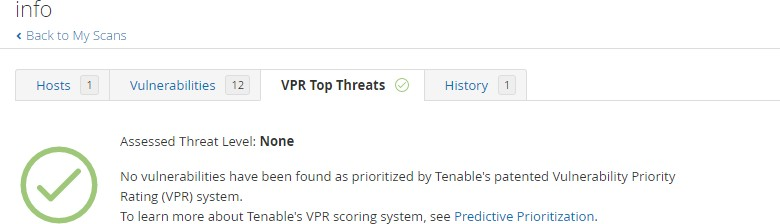 info
Back to My Scans
Hosts 1 Vulnerabilities 12 VPR Top Threats History 1
Assessed Threat Level: None
No vulnerabilities have been found as prioritized by Tenable's patented Vulnerability Priority
Rating (VPR) system.
To learn more about Tenable's VPR scoring system, see Predictive Prioritization.